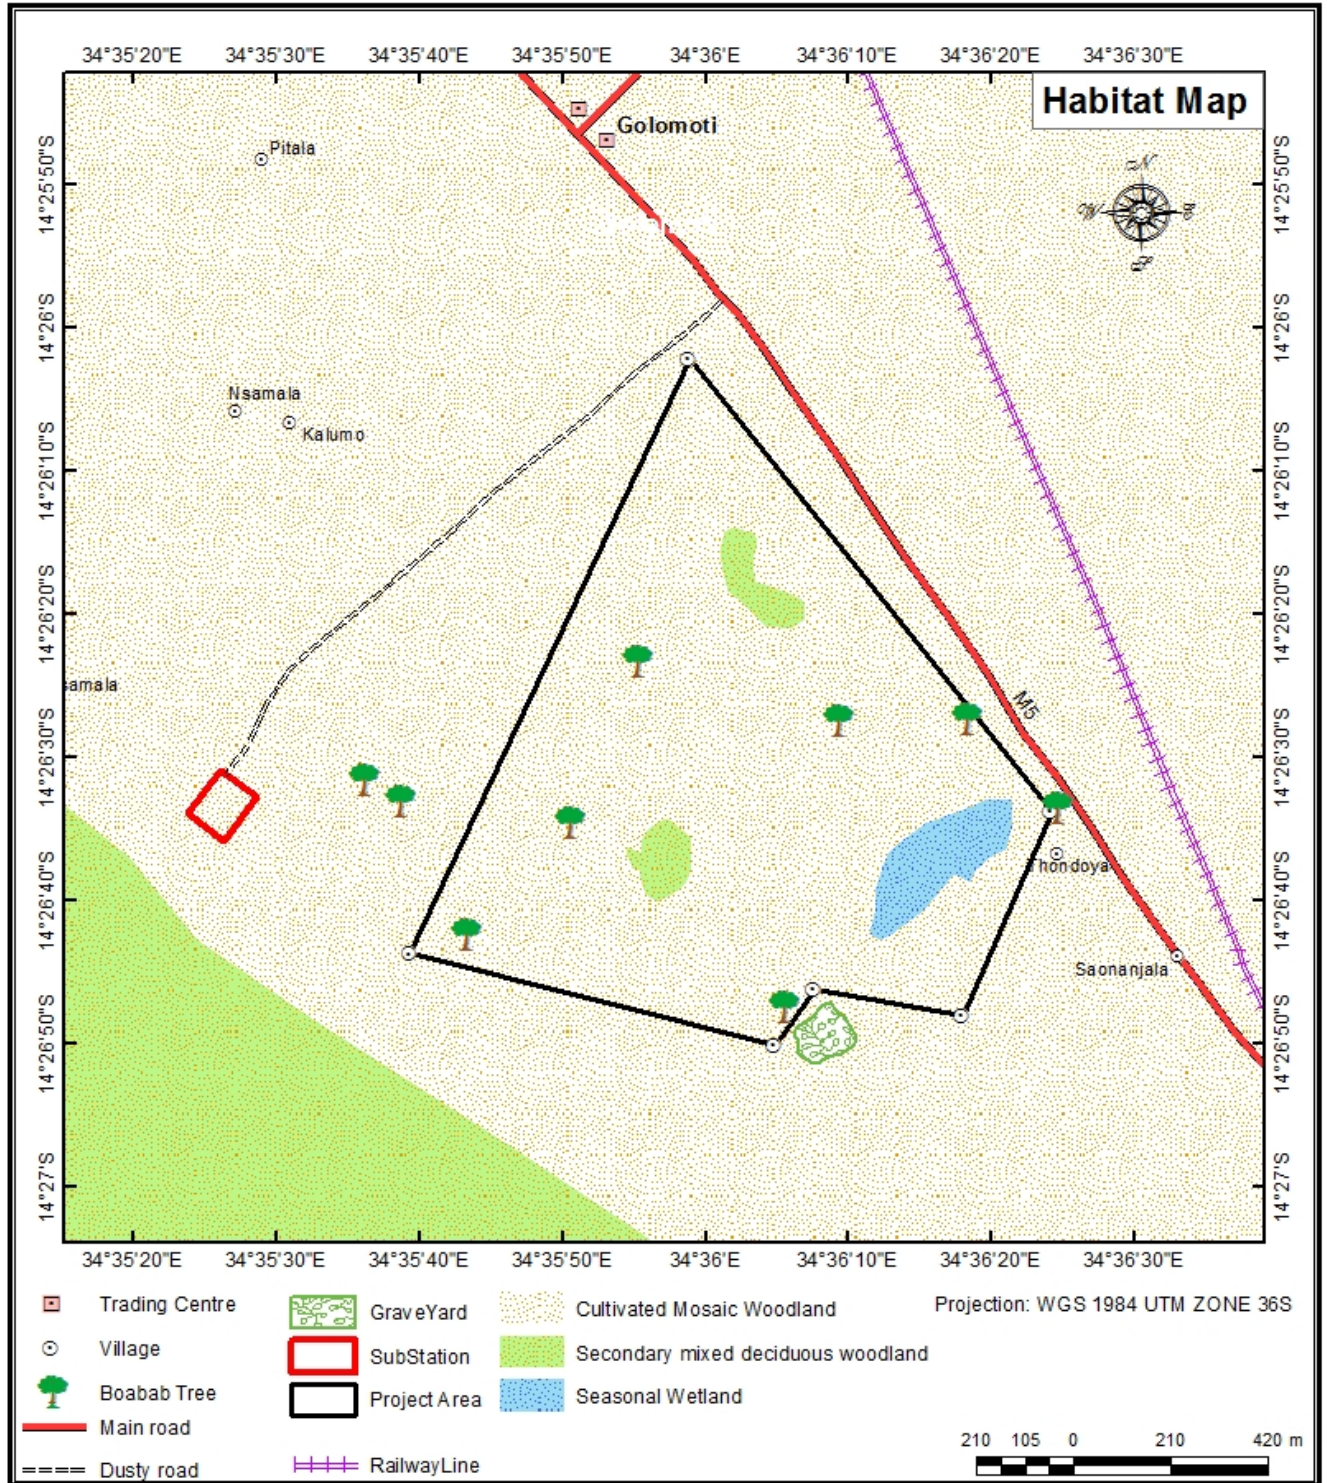 34°35'20"E 34°35'30"E 34°35'40"E 34°35'50"E 34°36'E 34°36'10"E 34°36'20"E 34°36'30"E
Habitat Map
Golomoti
Pitala
N
W E
S
14°25'50"S 14°25'50"S
14°26'S 14°26'S
Nsamala
Kalumo
14°26'10"S 14°26'10"S
14°26'20"S 14°26'20"S
samala
M5
14°26'30"S 14°26'30"S
Thondoya
14°26'40"S 14°26'40"S
Saonanjala
14°26'50"S 14°26'50"S
14°27'S 14°27'S
34°35'20"E 34°35'30"E 34°35'40"E 34°35'50"E 34°36'E 34°36'10"E 34°36'20"E 34°36'30"E
Trading Centre
Village
Boabab Tree
Main road
Dusty road
GraveYard
SubStation
Project Area
RailwayLine
Cultivated Mosaic Woodland
Secondary mixed deciduous woodland
Seasonal Wetland
Projection: WGS 1984 UTM ZONE 36S
210 105 0 210 420 m